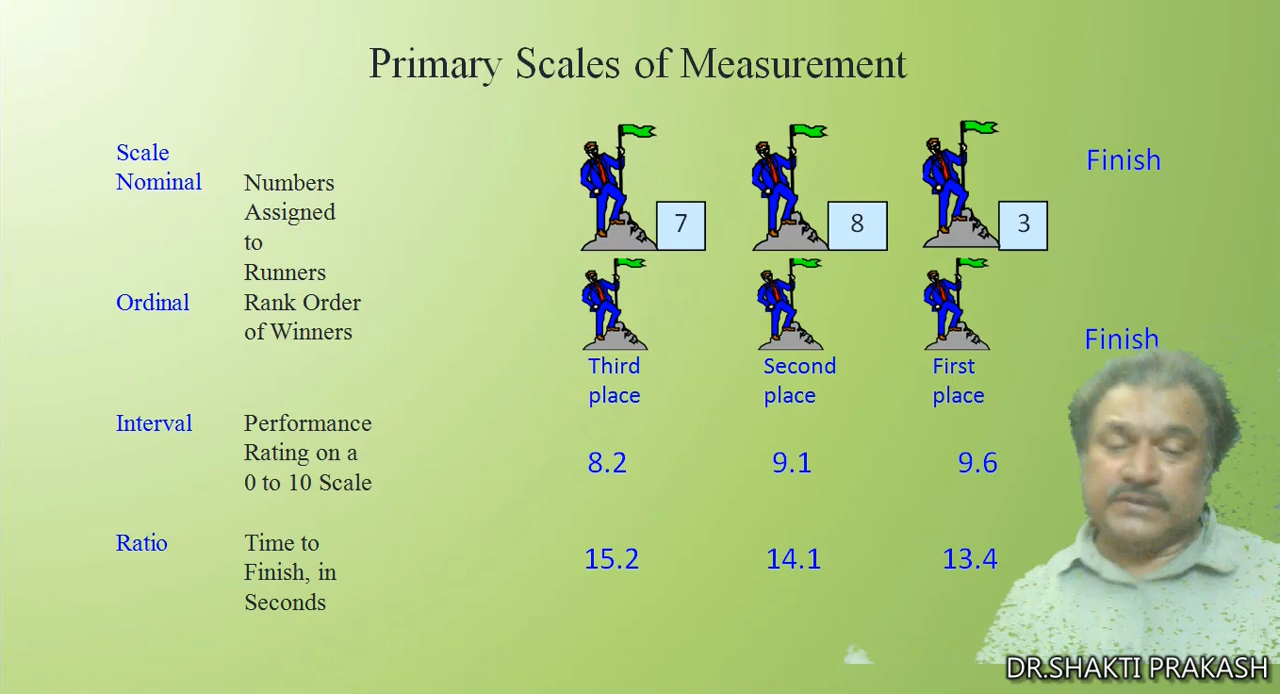 Primary Scales of Measurement
Scale
Nominal
Numbers
Assigned
to
Runners
7
8
3
Finish
Ordinal
Rank Order
of Winners
Third
place
Second
place
First
place
Finish
Interval
Performance
Rating on a
0 to 10 Scale
8.2
9.1
9.6
Ratio
Time to
Finish, in
Seconds
15.2
14.1
13.4
DR.SHAKTI PRAKASH